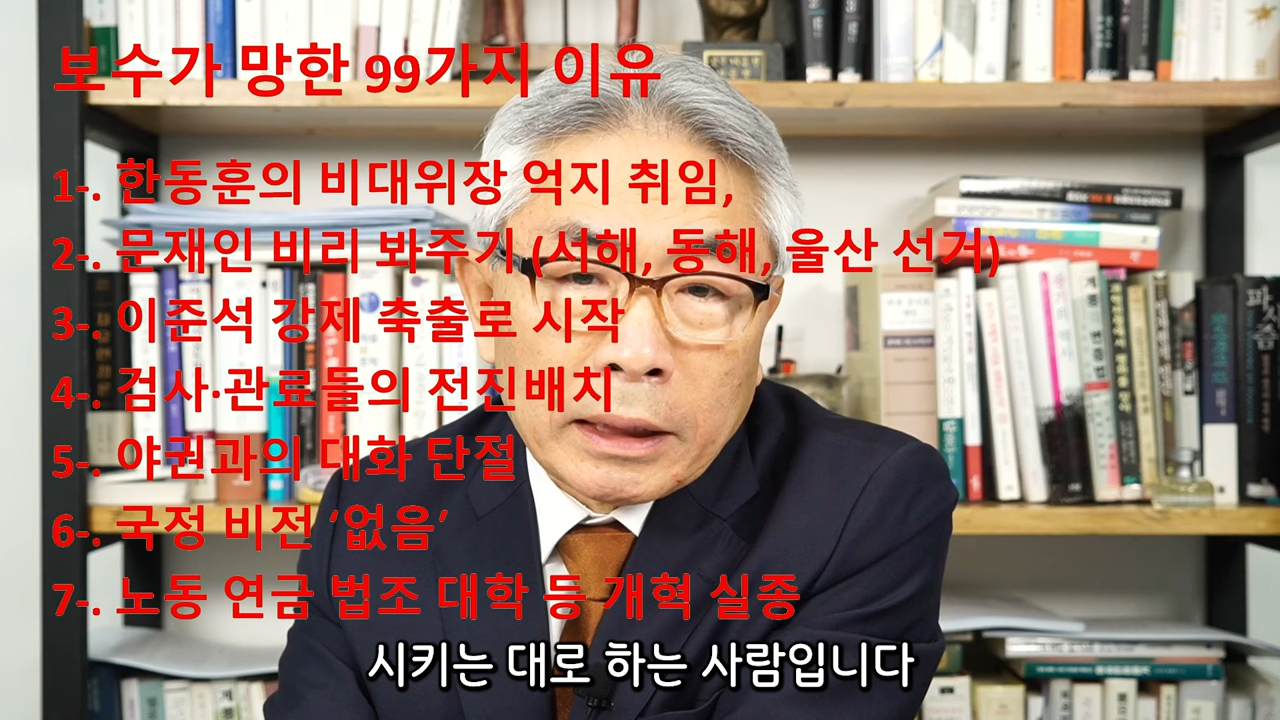 보수가 망한 99가지 이유
1-. 한동훈의 비대위장 억지 취임,
2-. 문재인 비리 봐주기 (서해, 동해, 울산 선거)
3-. 이준석 강제 축출로 시작
4-. 검사·관료들의 전진배치
5-. 야권과의 대화 단절
6-. 국정 비전 ‘없음’
7-. 노동 연금 법조 대학 등 개혁 실종
시키는 대로 하는 사람입니다